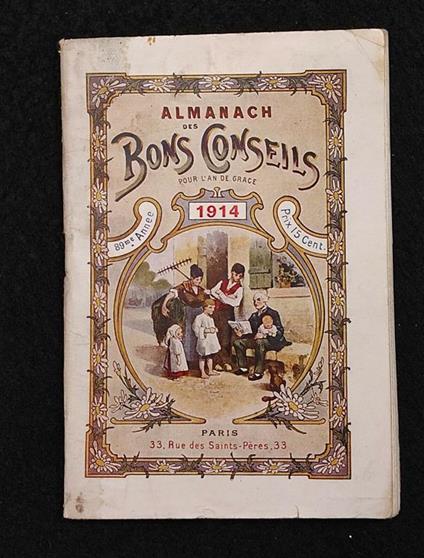 ALMANACH
DES
BONS CONSEILS
POUR L'AN DE GRACE
1914
89me Année
Prix 15 Cent.
PARIS
33, Rue des Saints-Pères, 33